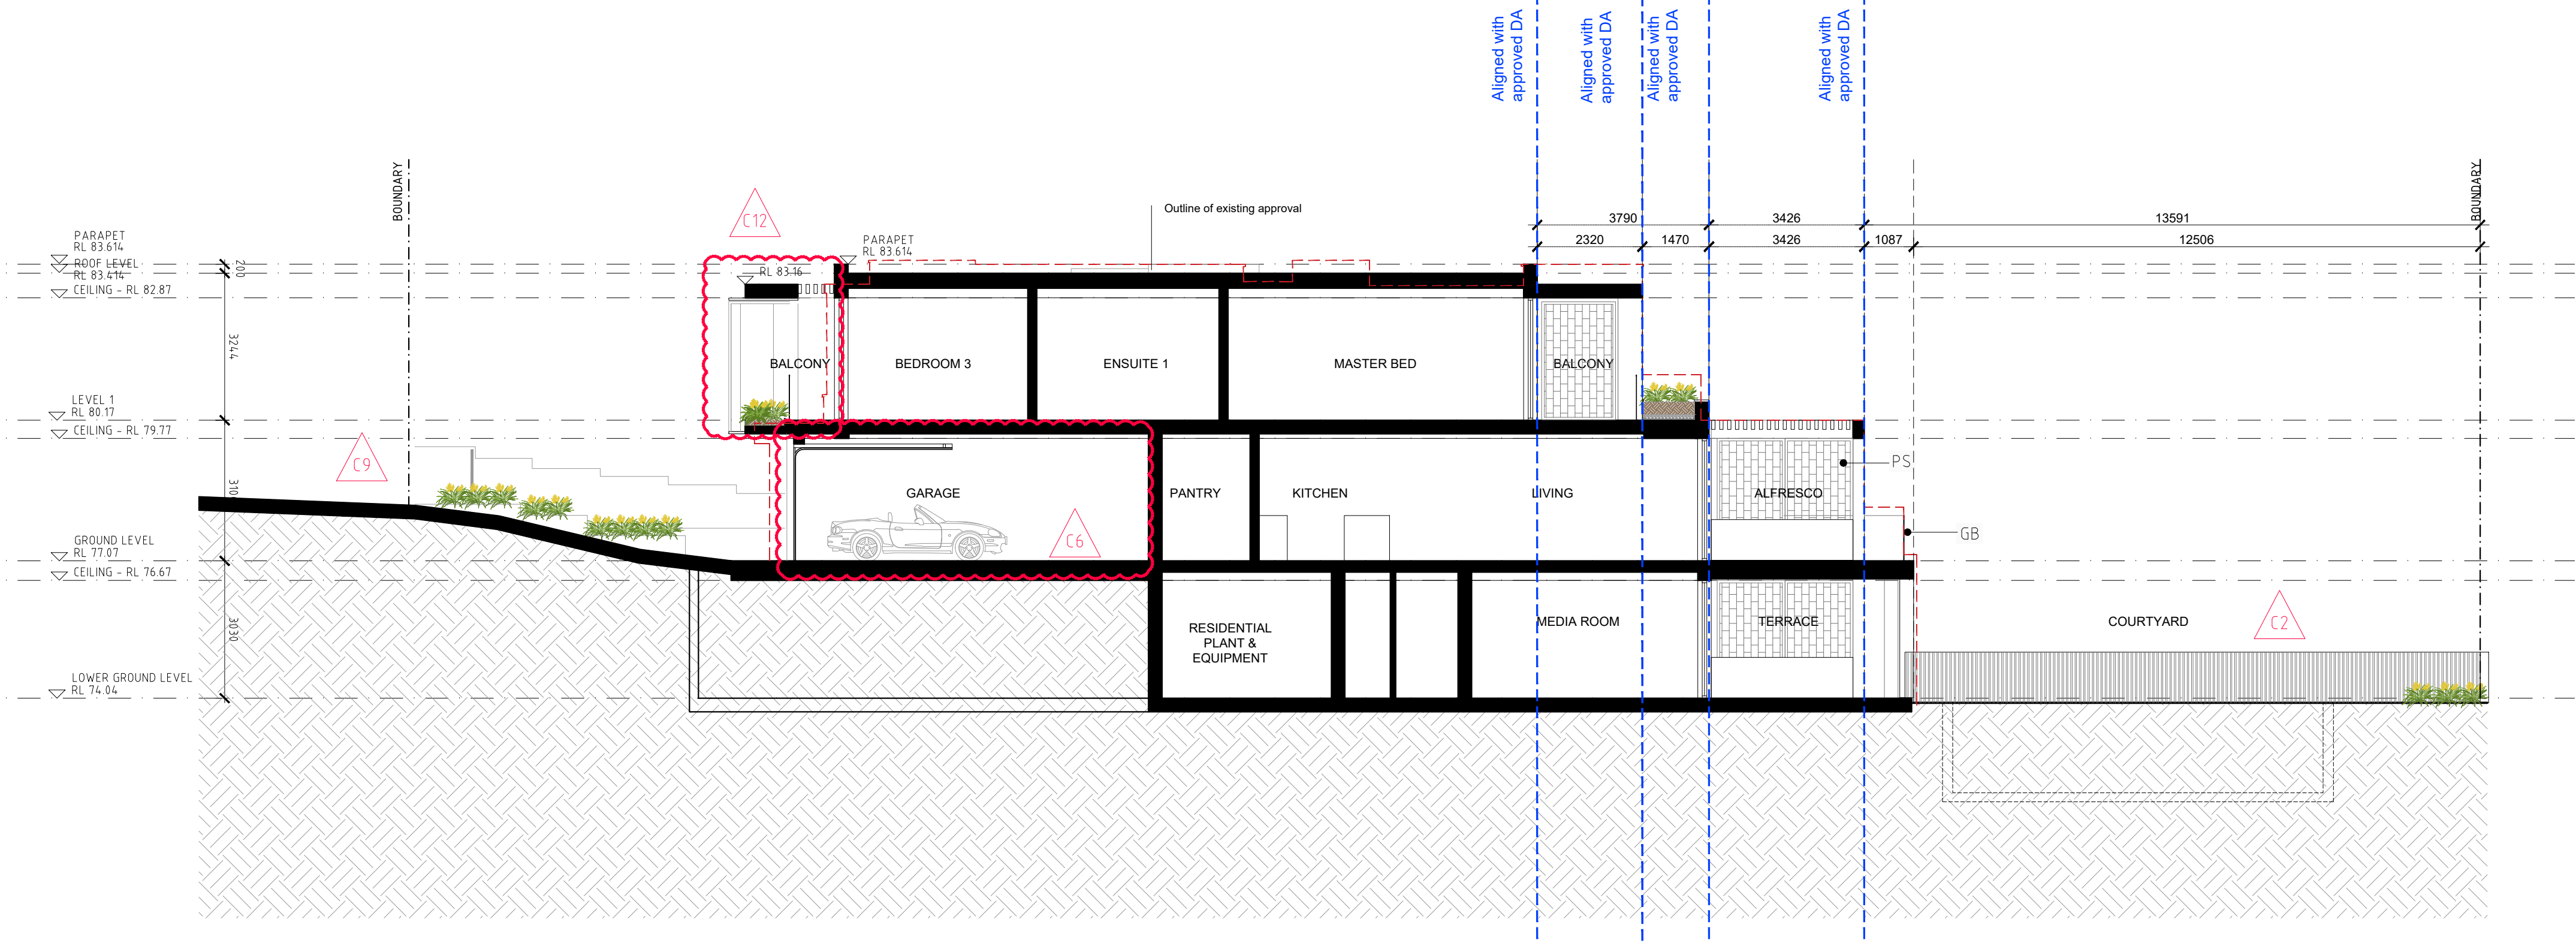 Aligned with
approved DA
Aligned with
approved DA
Aligned with
approved DA
Aligned with
approved DA
BOUNDARY
BOUNDARY
C12
Outline of existing approval
3790
3426
13591
2320
1470
3426
1087
12506
PARAPET
RL 83.614
ROOF LEVEL
RL 83.414
CEILING - RL 82.87
200
PARAPET
RL 83.614
RL 83.16
3244
BALCONY
BEDROOM 3
ENSUITE 1
MASTER BED
BALCONY
LEVEL 1
RL 80.17
CEILING - RL 79.77
C9
PS
GARAGE
PANTRY
KITCHEN
LIVING
ALFRESCO
C6
GB
GROUND LEVEL
RL 77.07
CEILING - RL 76.67
3030
RESIDENTIAL
PLANT &
EQUIPMENT
MEDIA ROOM
TERRACE
COURTYARD
C2
LOWER GROUND LEVEL
RL 74.04